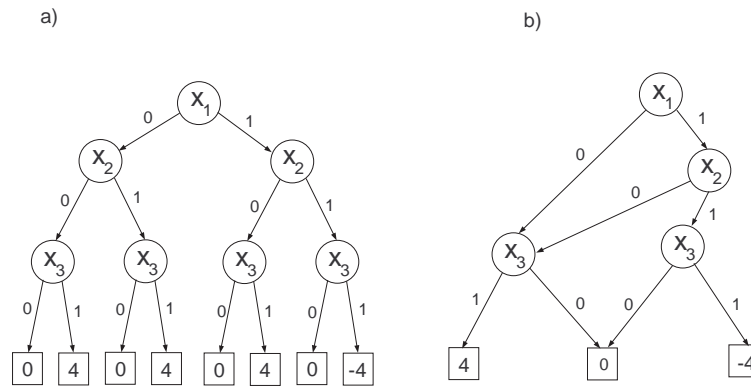 a)
X1
0 1
X2 X2
0 1 0 1
X3 X3 X3 X3
0 1 0 1 0 1 0 1
0 4 0 4 0 4 0 -4
b)
X1
0 1
X2
0 1
X3 X3
1 0 0 1
4 0 -4